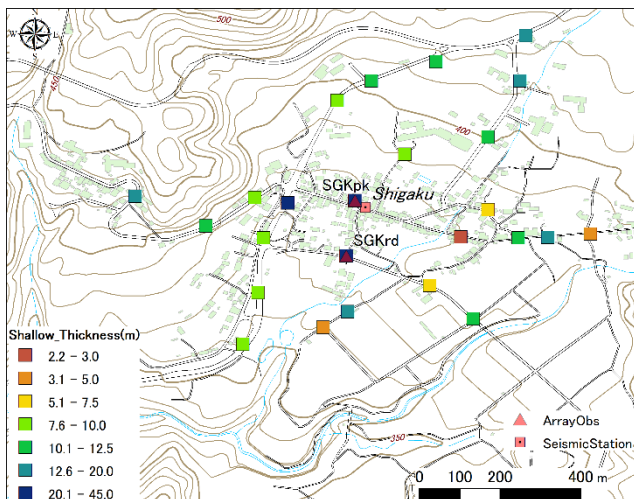 500
W E
450
400
SGKpk
Shigaku
SGKrd
350
Shallow_Thickness(m)
2.2 - 3.0
3.1 - 5.0
5.1 - 7.5
7.6 - 10.0
10.1 - 12.5
12.6 - 20.0
20.1 - 45.0
ArrayObs
SeismicStation
0 100 200 400 m